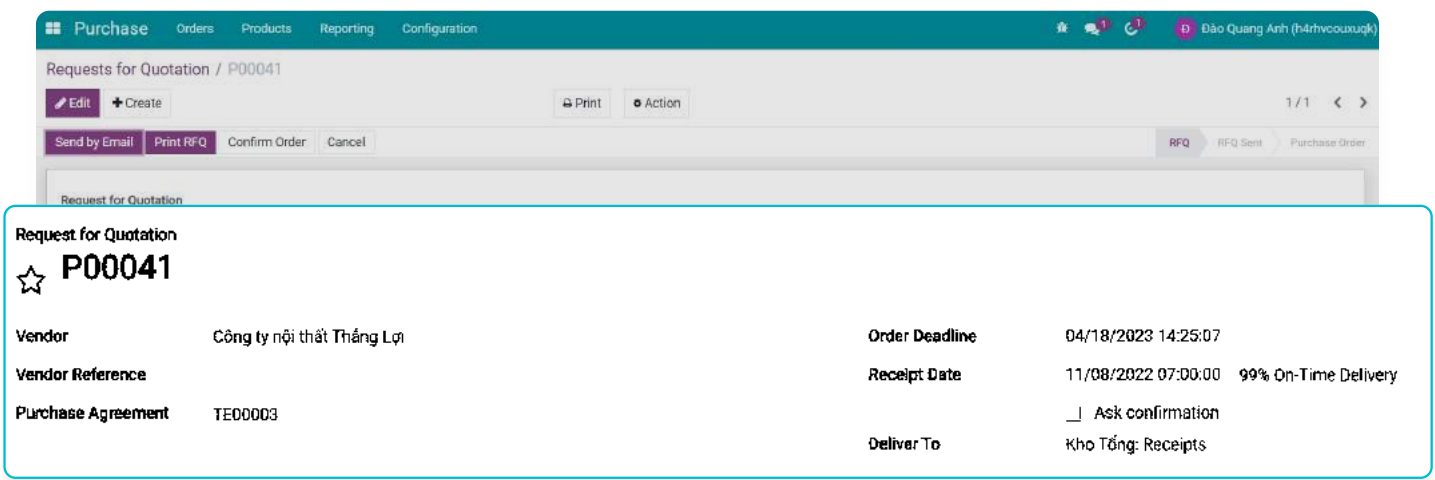 Purchase Orders Products Reporting Configuration 1 1 Đ Đào Quang Anh (h4rhvcouxuqk)
Requests for Quotation / P00041
Edit Create Print Action 1 / 1
Send by Email Print RFQ Confirm Order Cancel RFQ RFQ Sent Purchase Order
Request for Quotation
Request for Quotation
P00041
Vendor Công ty nội thất Thắng Lợi Order Deadline 04/18/2023 14:25:07
Vendor Reference Receipt Date 11/08/2022 07:00:00 99% On-Time Delivery
Purchase Agreement TE00003 Ask confirmation
Deliver To Kho Tổng: Receipts